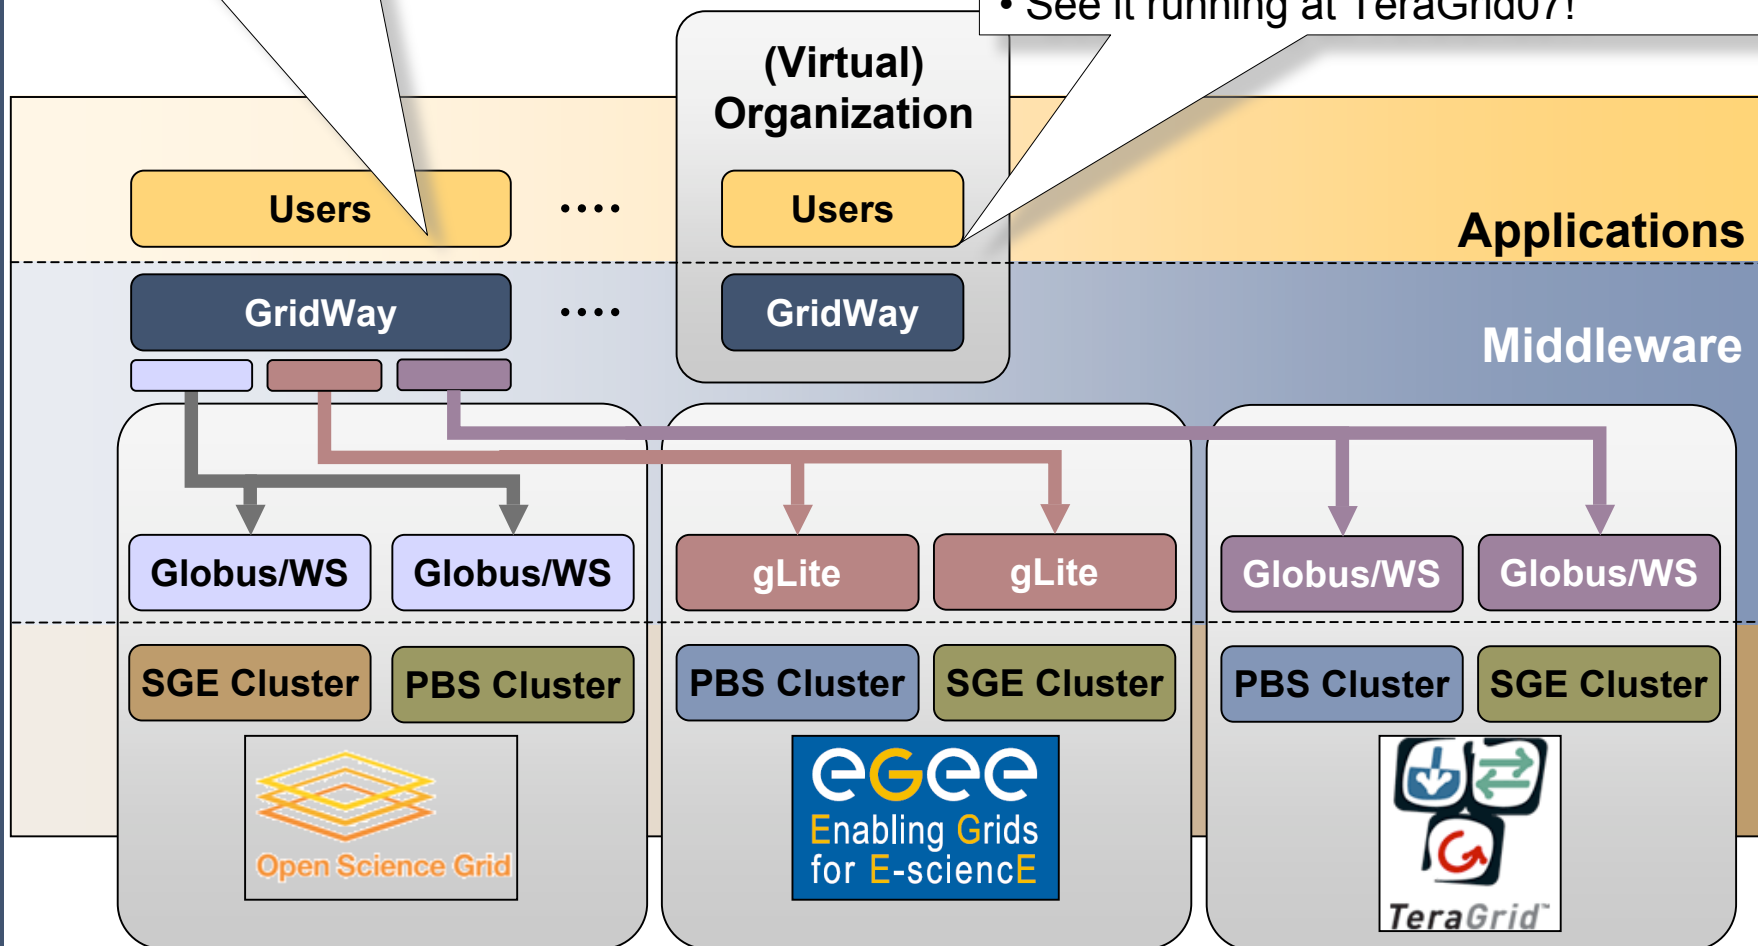 • See it running at TeraGrid07!
(Virtual)
Organization
Users
....
Users
Applications
GridWay
....
GridWay
Middleware
Globus/WS
Globus/WS
gLite
gLite
Globus/WS
Globus/WS
SGE Cluster
PBS Cluster
PBS Cluster
SGE Cluster
PBS Cluster
SGE Cluster
Open Science Grid
eGee
Enabling Grids
for E-sciencE
TeraGrid™